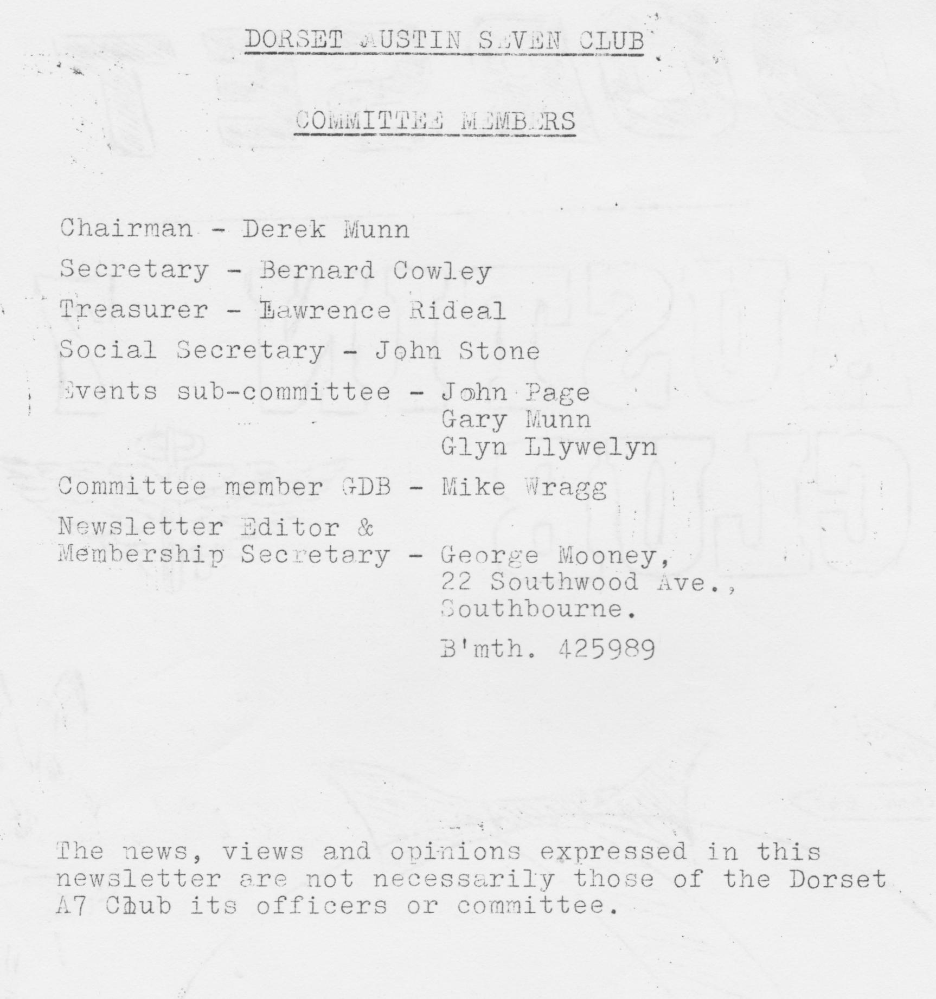 DORSET AUSTIN SEVEN CLUB
COMMITTEE MEMBERS
Chairman - Derek Munn
Secretary - Bernard Cowley
Treasurer - Lawrence Rideal
Social Secretary - John Stone
Events sub-committee - John Page
Gary Munn
Glyn Llywelyn
Committee member GDB - Mike Wragg
Newsletter Editor &
Membership Secretary - George Mooney,
22 Southwood Ave.,
Southbourne.
B'mth. 425989
The news, views and opinions expressed in this
newsletter are not necessarily those of the Dorset
A7 Club its officers or committee.